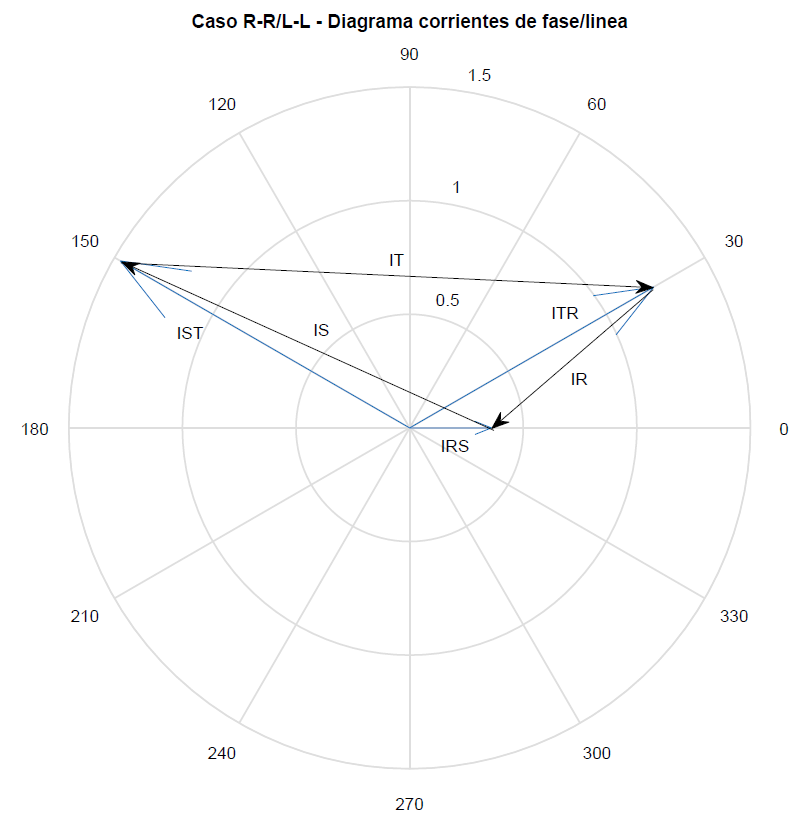 Caso R-R/L-L - Diagrama corrientes de fase/linea
90
1.5
120
60
1
150
30
IT
0.5
ITR
IS
IST
IR
180
0
IRS
210
330
240
300
270